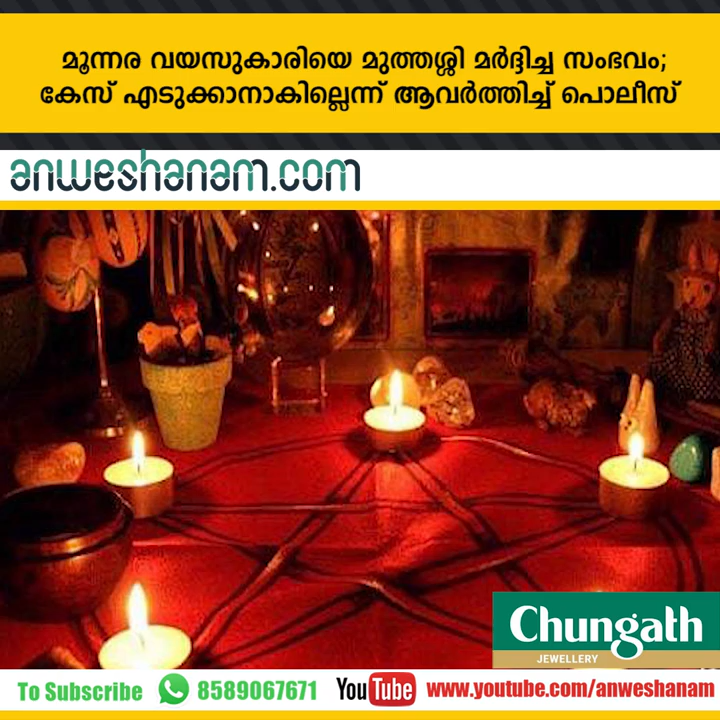 മൂന്നര വയസുകാരിയെ മുത്തശ്ശി മർദ്ദിച്ച സംഭവം;
കേസ് എടുക്കാനാകില്ലെന്ന് ആവർത്തിച്ച് പൊലീസ്
anweshanam.com
Chungath
JEWELLERY
To Subscribe 8589067671 YouTube www.youtube.com/anweshanam